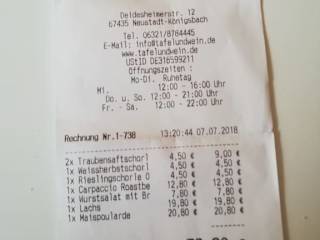 Deidesheimerstr. 12
67435 Neustadt-Königsbach
Tel. 06321/8764445
E-Mail: info@tafelundwein.de
www.tafelundwein.de
UStID DE316599211
Öffnungszeiten :
Mo-Di. Ruhetag
Mi. 12:00 - 16:00 Uhr
Do. u. So. 12:00 - 21:00 Uhr
Fr. - Sa. 12:00 - 22:00 Uhr
Rechnung Nr.1-738 13:20:44 07.07.2018
2x Traubensaftschorl 4,50 € 9,00 €
1x Weissherbstschorl 4,50 € 4,50 €
1x Rieslingschorle O 4,50 € 4,50 €
1x Carpaccio Roastbe 12,80 € 12,80 €
1x Wurstsalat mit Br 7,80 € 7,80 €
1x Lachs 19,80 € 19,80 €
1x Maispoularde 20,80 € 20,80 €